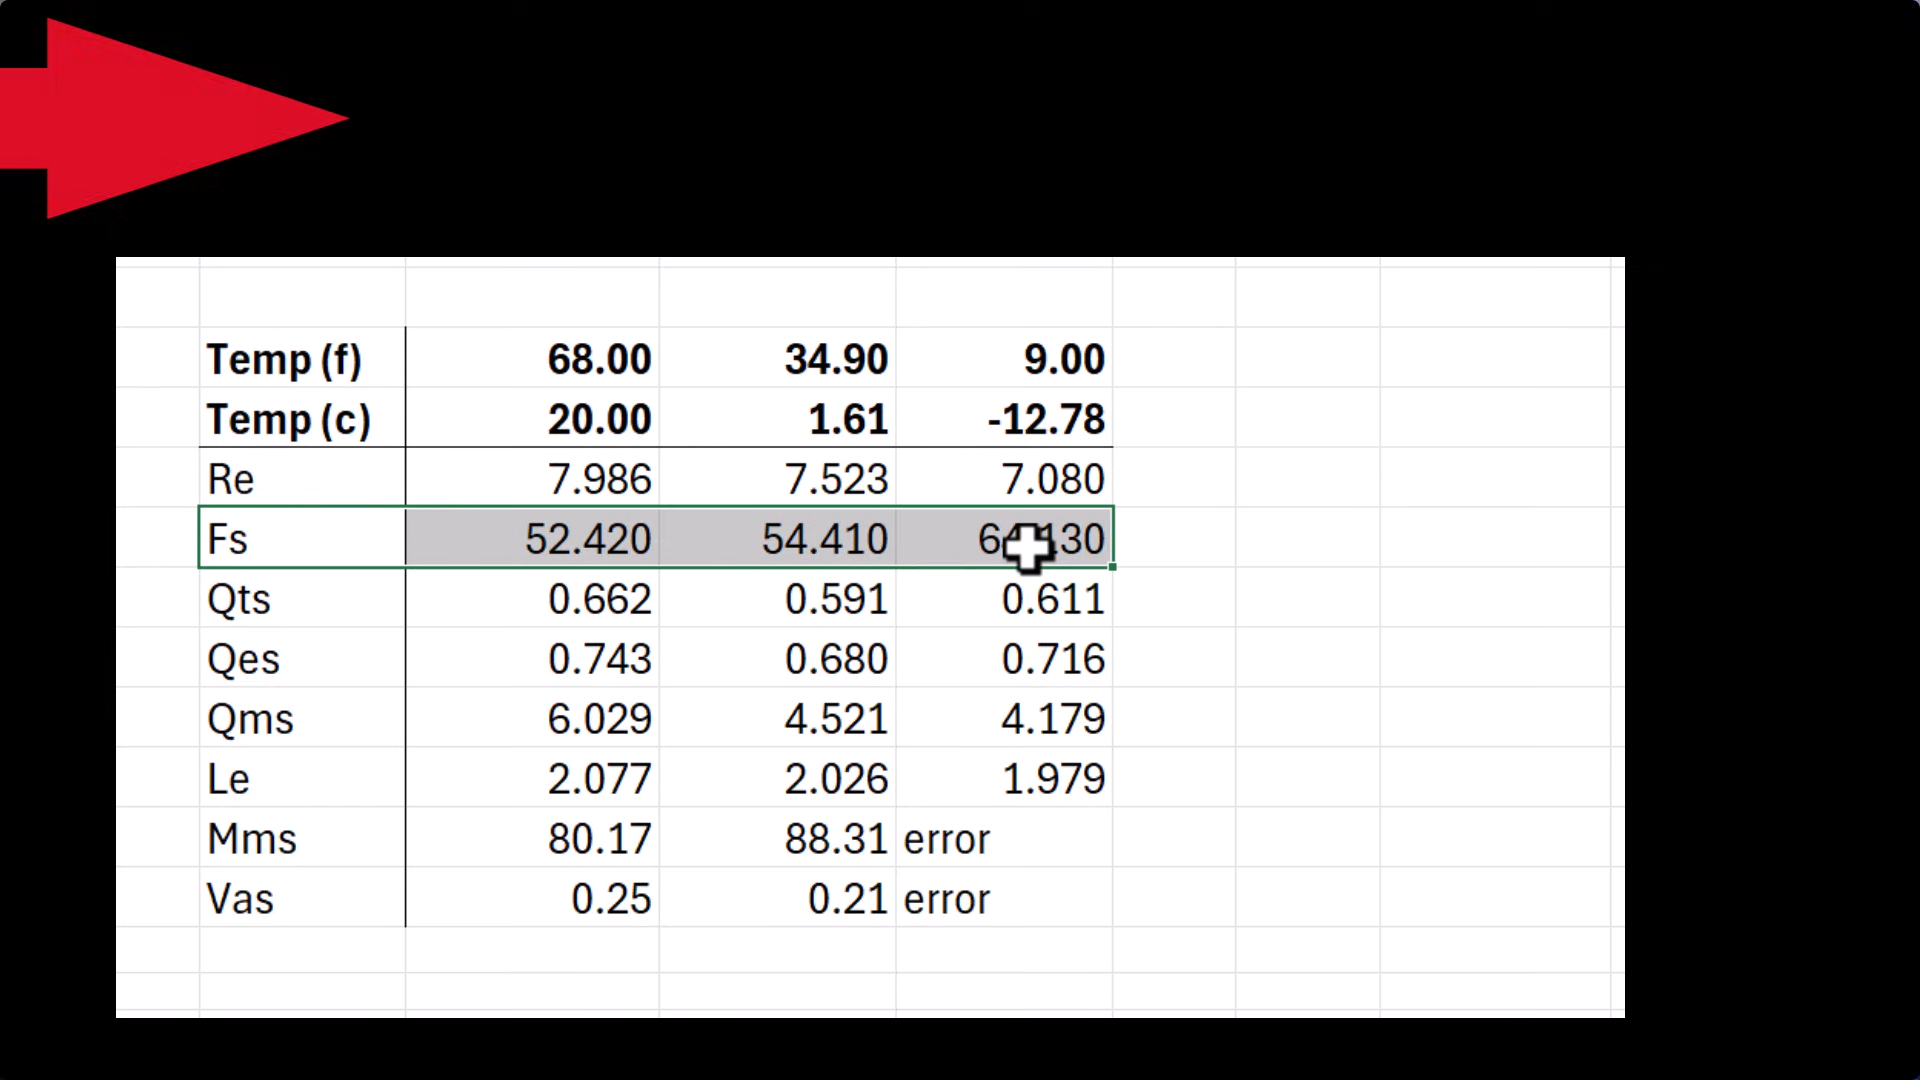 Temp (f) 68.00 34.90 9.00
Temp (c) 20.00 1.61 -12.78
Re 7.986 7.523 7.080
Fs 52.420 54.410
Qts 0.662 0.591 0.611
Qes 0.743 0.680 0.716
Qms 6.029 4.521 4.179
Le 2.077 2.026 1.979
Mms 80.17 88.31 error
Vas 0.25 0.21 error